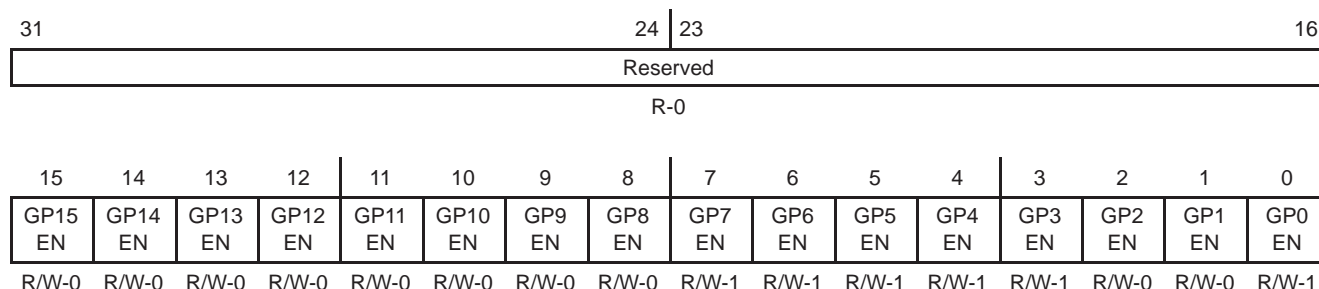 31 24 23 16
Reserved
R-0
15 14 13 12 11 10 9 8 7 6 5 4 3 2 1 0
GP15 GP14 GP13 GP12 GP11 GP10 GP9 GP8 GP7 GP6 GP5 GP4 GP3 GP2 GP1 GP0
EN EN EN EN EN EN EN EN EN EN EN EN EN EN EN EN
R/W-0 R/W-0 R/W-0 R/W-0 R/W-0 R/W-0 R/W-0 R/W-0 R/W-1 R/W-1 R/W-1 R/W-1 R/W-1 R/W-0 R/W-0 R/W-1